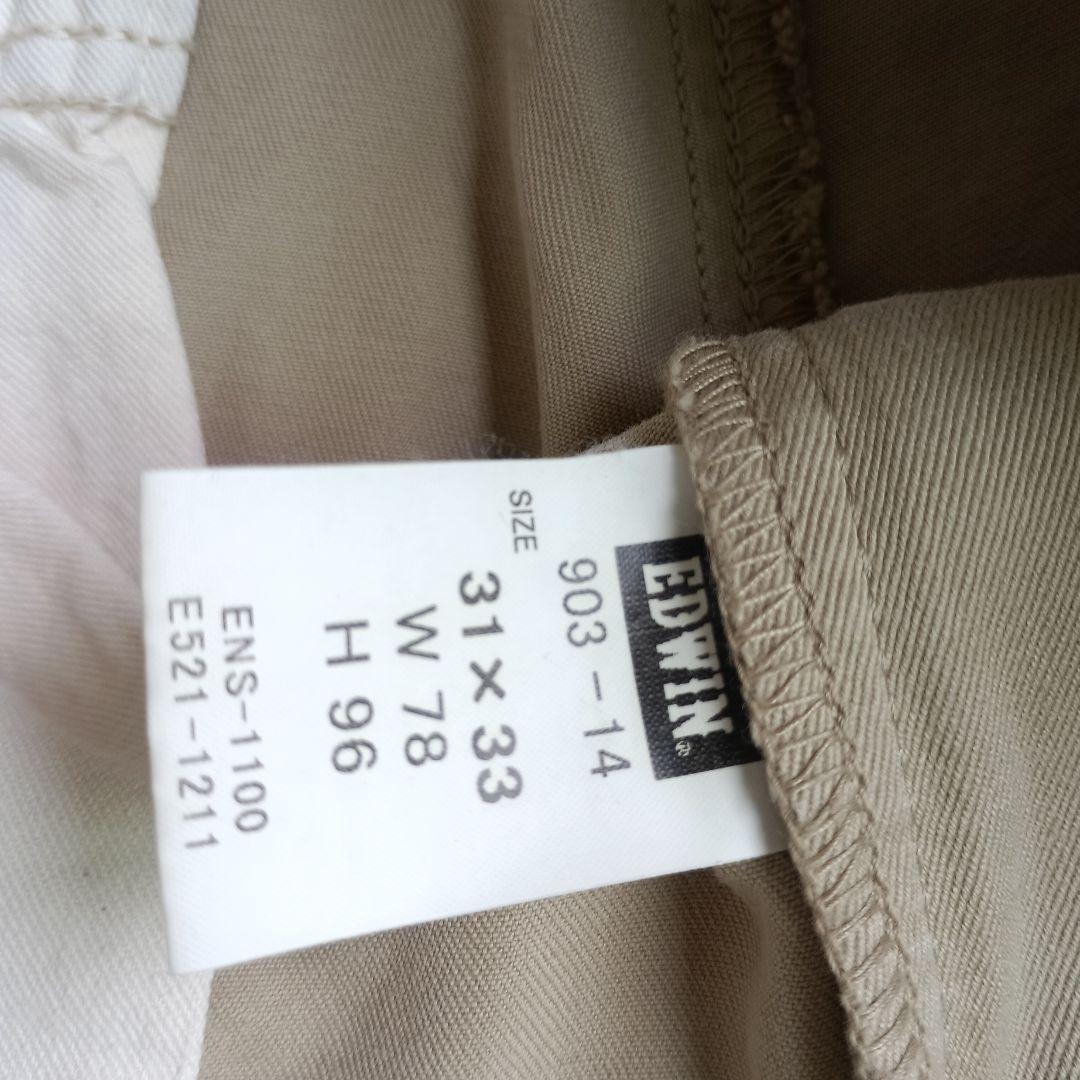 EDWIN®
903-14
SIZE
31×33
W 78
H 96
ENS-1100
E521-1211